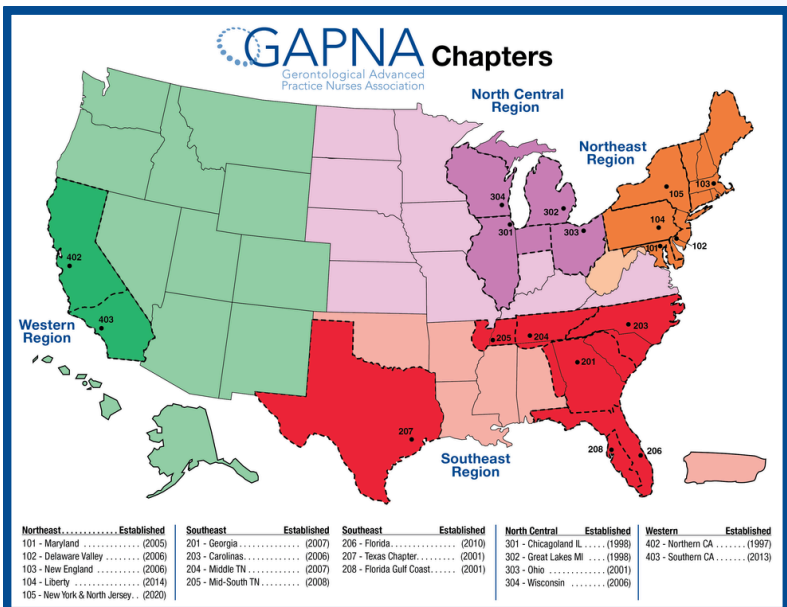 GAPNA Chapters
Gerontological Advanced
Practice Nurses Association
North Central
Region
Northeast
Region
304
302
301
303
105
103
104
101
102
402
403
Western
Region
205
204
203
201
207
208
206
Southeast
Region
Northeast............ Established
101 - Maryland .......... (2005)
102 - Delaware Valley ..... (2006)
103 - New England ....... (2006)
104 - Liberty ............ (2014)
105 - New York & North Jersey.. (2020)
Southeast Established
201 - Georgia............ (2007)
203 - Carolinas........... (2006)
204 - Middle TN .......... (2007)
205 - Mid-South TN ....... (2008)
Southeast Established
206 - Florida............ (2010)
207 - Texas Chapter....... (2001)
208 - Florida Gulf Coast..... (2001)
North Central Established
301 - Chicagoland IL ..... (1998)
302 - Great Lakes MI .... (1998)
303 - Ohio ........... (2001)
304 - Wisconsin ........ (2006)
Western Established
402 - Northern CA ...... (1997)
403 - Southern CA ...... (2013)